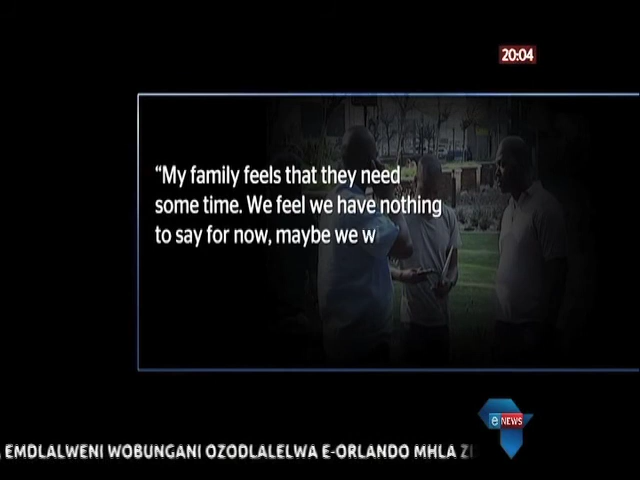 20:04
“My family feels that they need
some time. We feel we have nothing
to say for now, maybe we w
e NEWS
EMDLALWENI WOBUNGANI OZODLALELWA E-ORLANDO MHLA